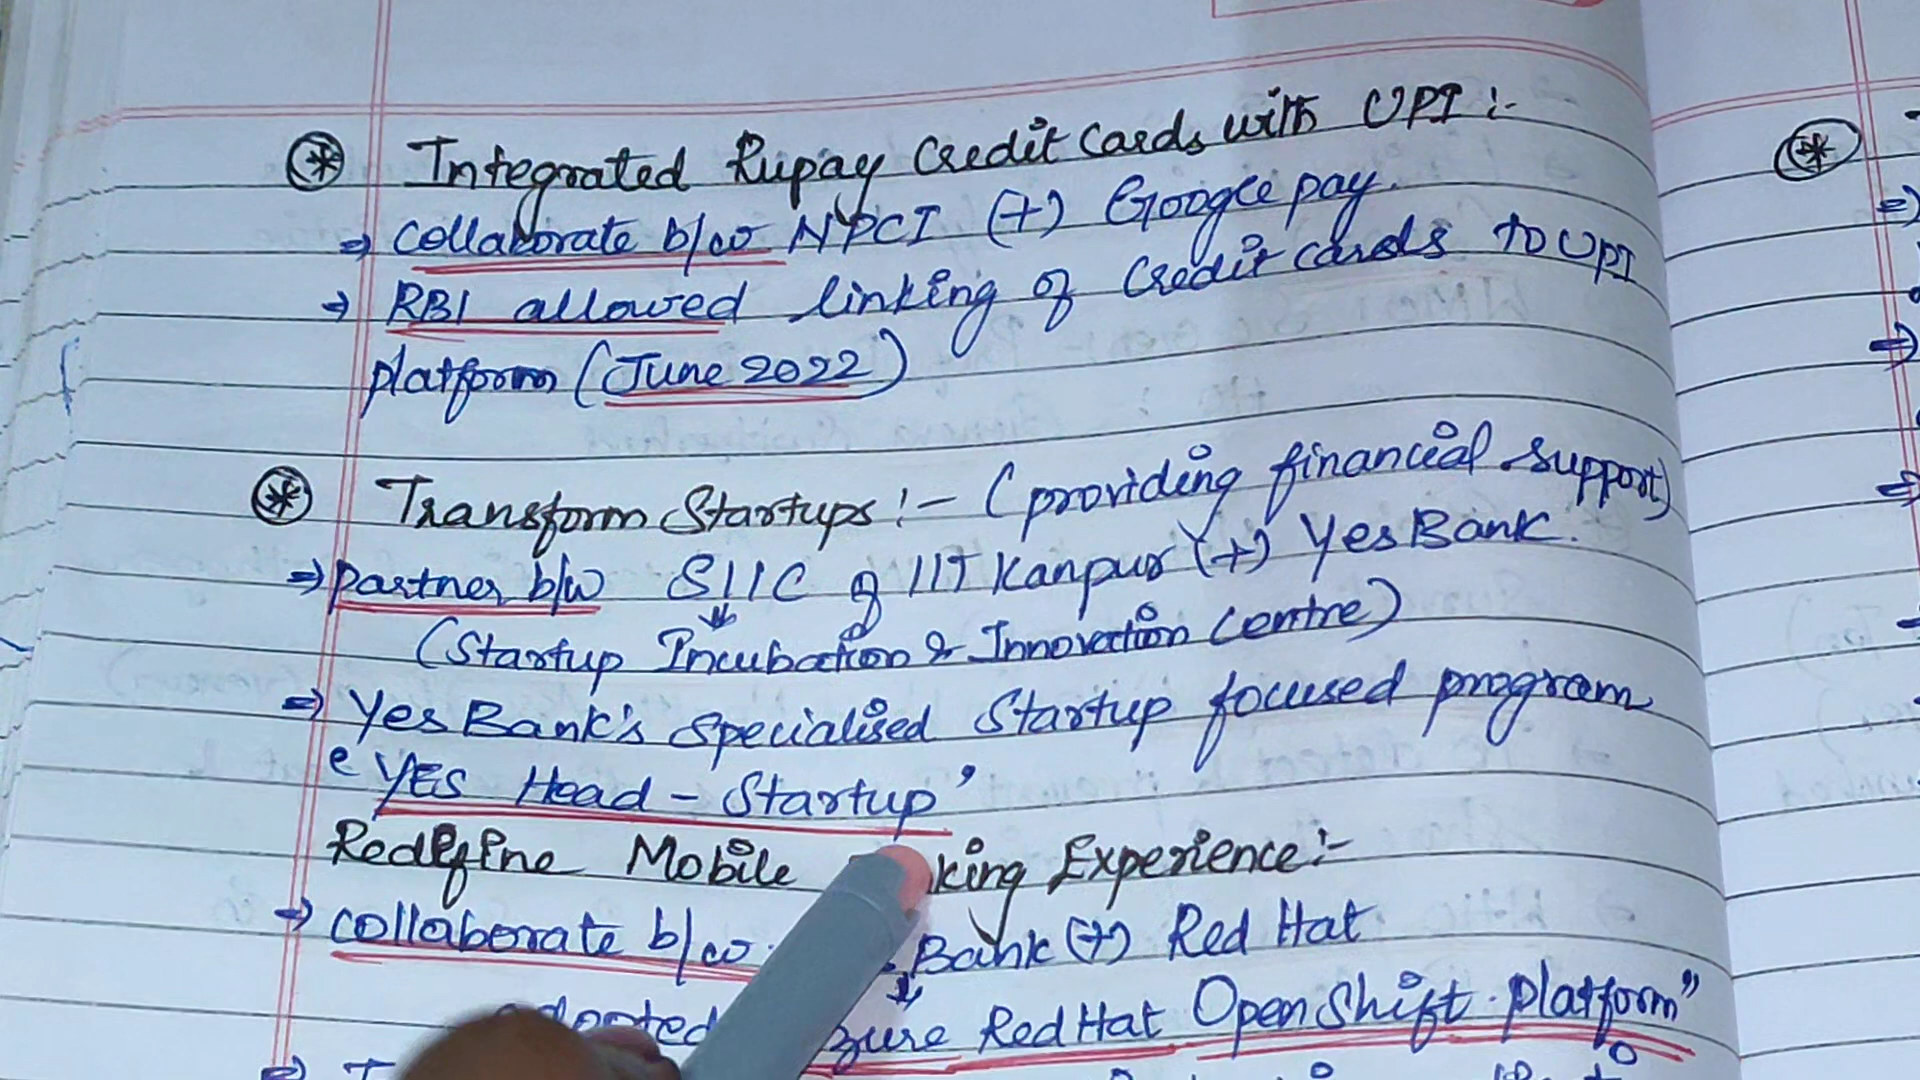 Integrated Rupay Credit Cards with UPI :-
⇒ Collaborate b/w NPCI (+) Google pay.
⇒ RBI allowed linking of Credit cards to UPI
platform (June 2022)
Transform Startups :- (providing financial support)
⇒ partner b/w SIIC of IIT Kanpur (+) Yes Bank.
(Startup Incubation & Innovation Centre)
⇒ Yes Bank's specialised Startup focused program
'YES Head - Startup'
Redefine Mobile king Experience :-
⇒ Collaborate b/w Bank (+) Red Hat
Red Hat OpenShift platform"